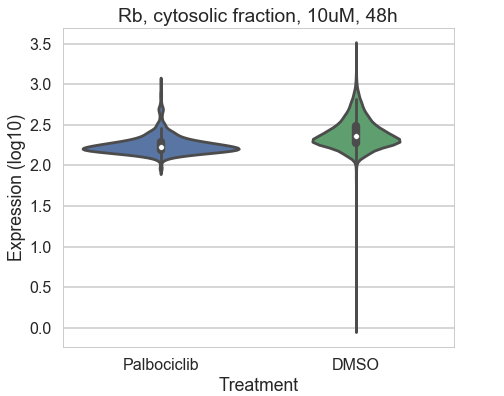 Rb, cytosolic fraction, 10uM, 48h
Expression (log10)
3.5
3.0
2.5
2.0
1.5
1.0
0.5
0.0
Palbociclib DMSO
Treatment